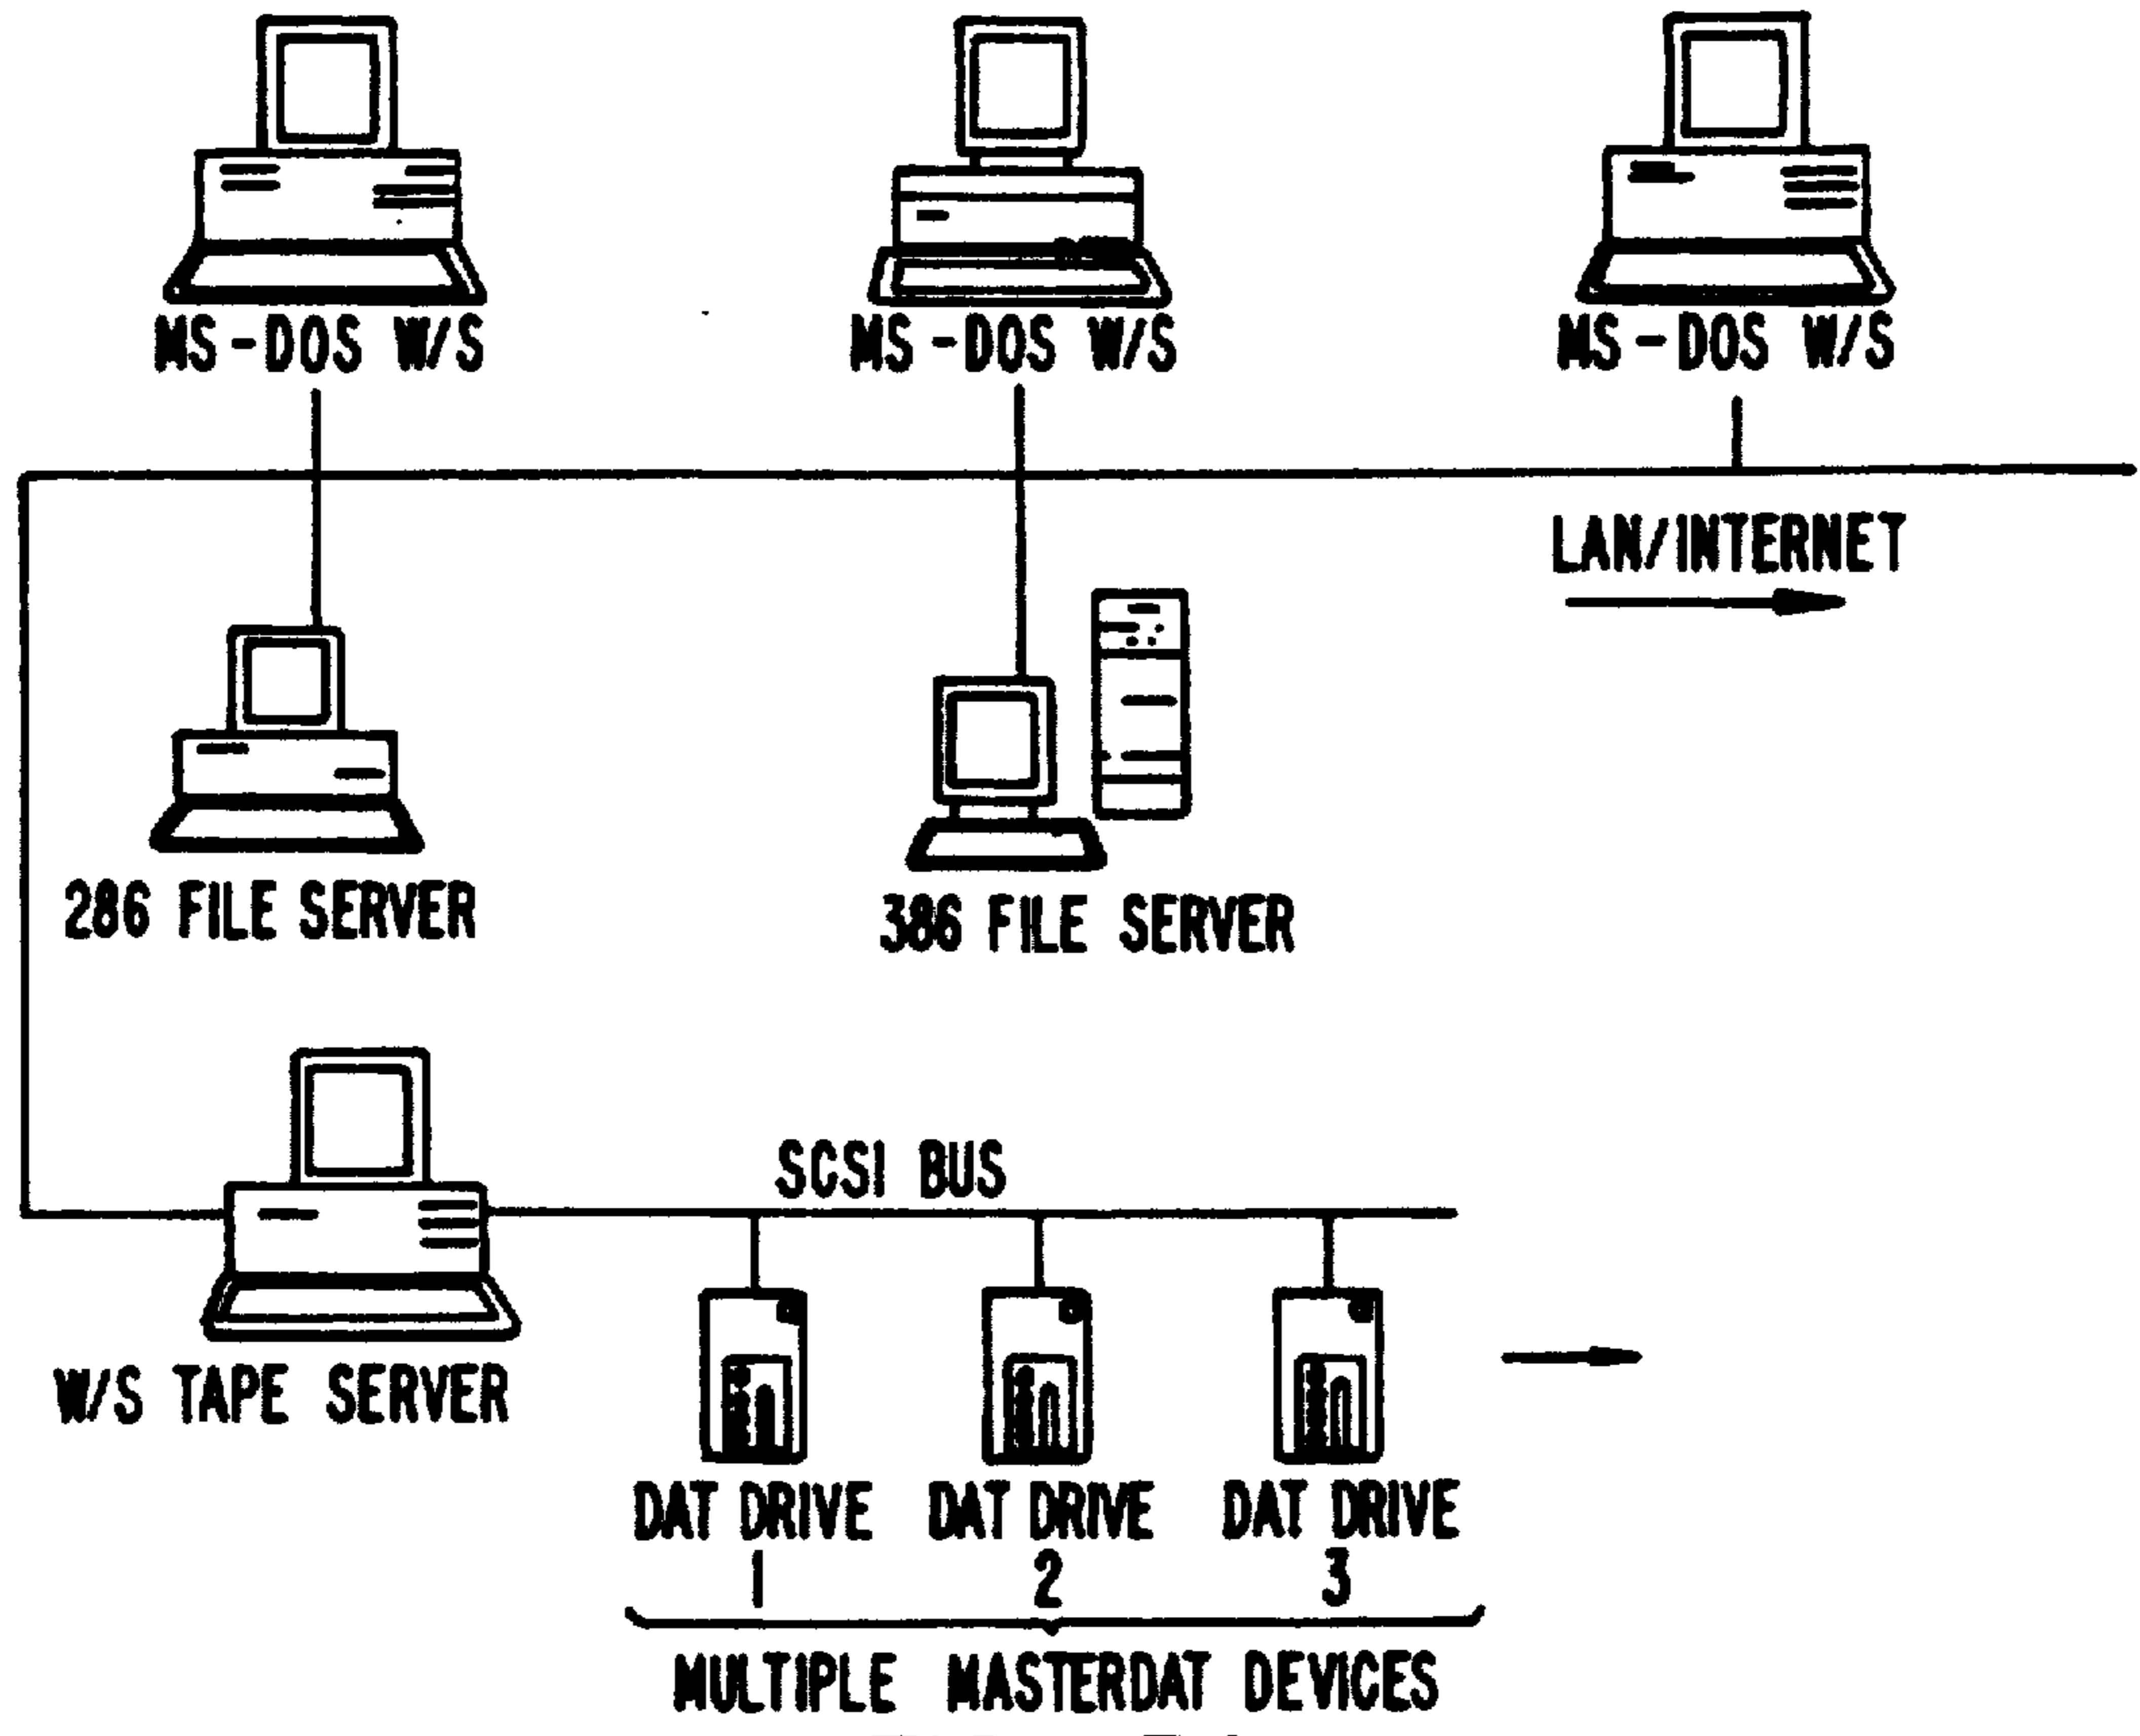 MS-DOS W/S
MS-DOS W/S
MS-DOS W/S
LAN/INTERNET
286 FILE SERVER
386 FILE SERVER
SCSI BUS
W/S TAPE SERVER
DAT DRIVE 
1
DAT DRIVE 
2
DAT DRIVE 
3
MULTIPLE MASTERDAT DEVICES